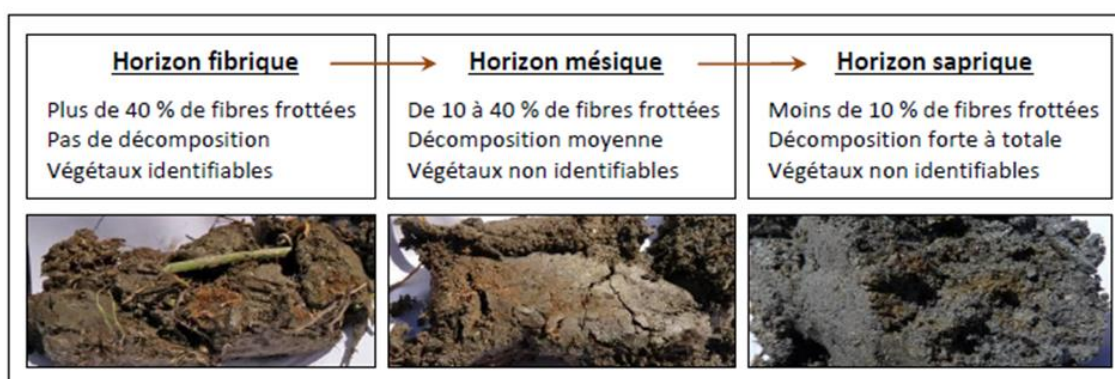 Horizon fibrique
Plus de 40 % de fibres frottées
Pas de décomposition
Végétaux identifiables
Horizon mésique
De 10 à 40 % de fibres frottées
Décomposition moyenne
Végétaux non identifiables
Horizon saprique
Moins de 10 % de fibres frottées
Décomposition forte à totale
Végétaux non identifiables